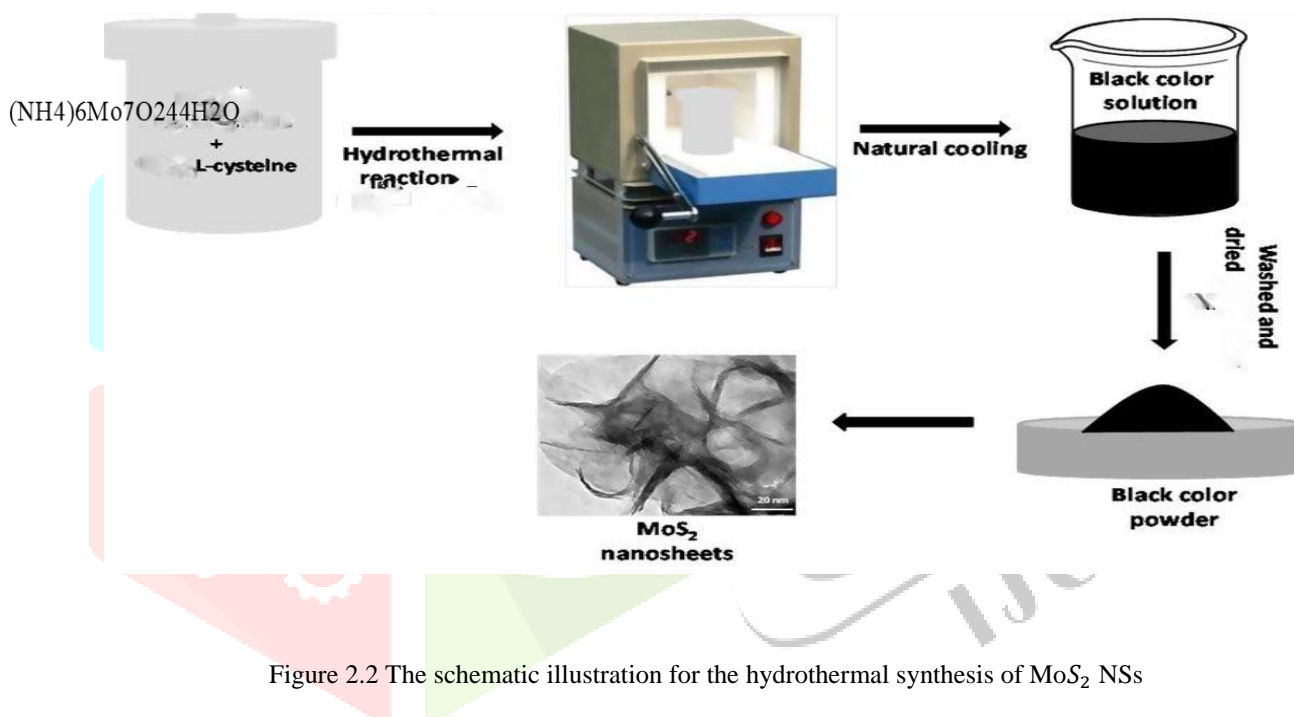 (NH4)6Mo7O244H2O
+
L-cysteine
Hydrothermal
reaction
Natural cooling
Black color
solution
Washed and
dried
Black color
powder
20 nm
MoS₂
nanosheets
Figure 2.2 The schematic illustration for the hydrothermal synthesis of MoS₂ NSs